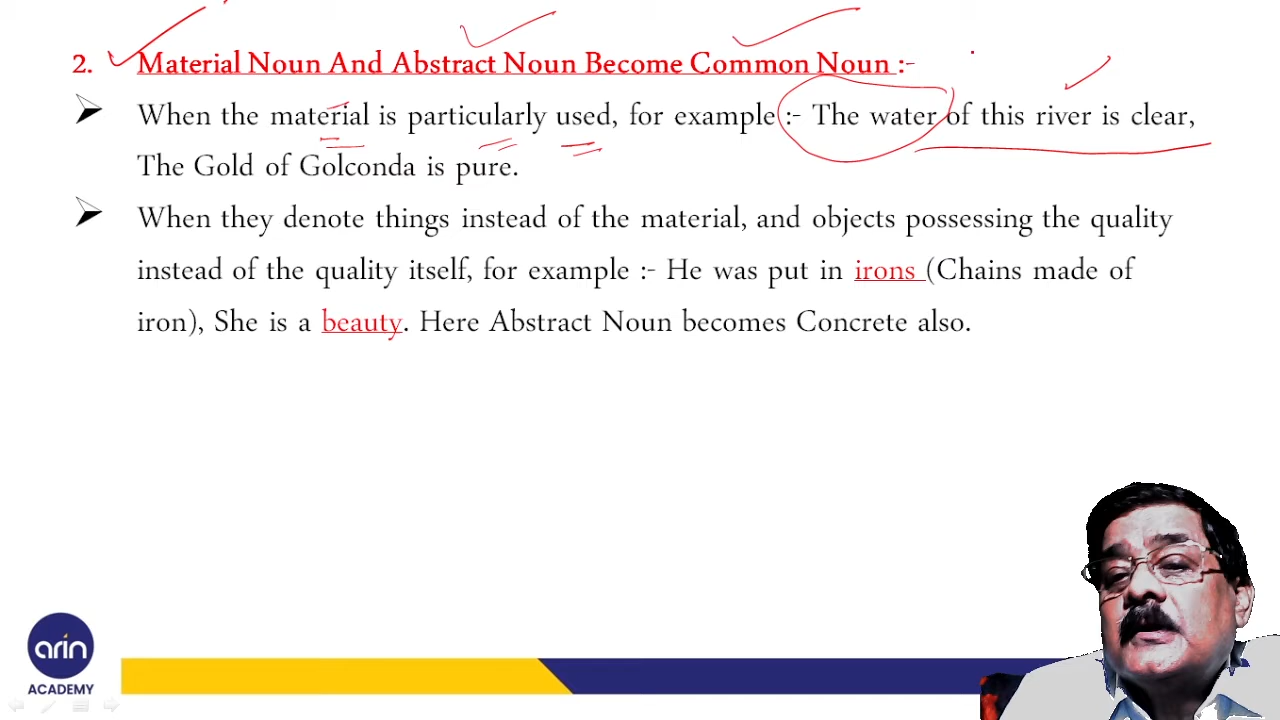 2. Material Noun And Abstract Noun Become Common Noun :-
➤ When the material is particularly used, for example :- The water of this river is clear,
The Gold of Golconda is pure.
➤ When they denote things instead of the material, and objects possessing the quality
instead of the quality itself, for example :- He was put in irons (Chains made of
iron), She is a beauty. Here Abstract Noun becomes Concrete also.
arin
ACADEMY